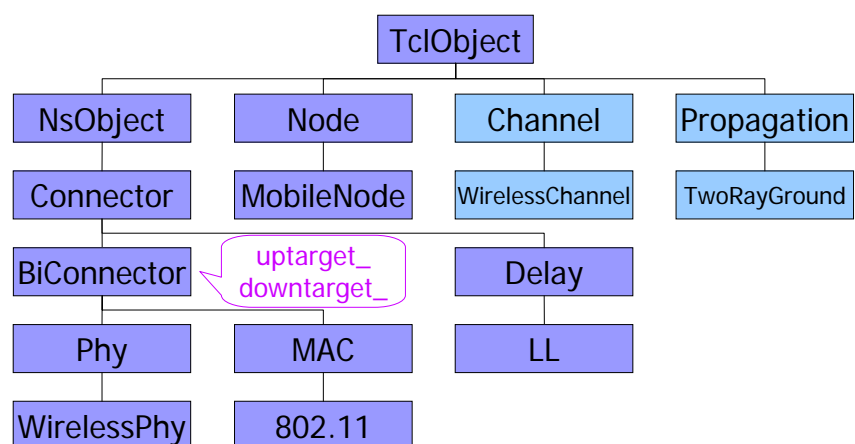 TclObject
NsObject
Node
Channel
Propagation
Connector
MobileNode
WirelessChannel
TwoRayGround
BiConnector
uptarget_
downtarget_
Delay
Phy
MAC
LL
WirelessPhy
802.11